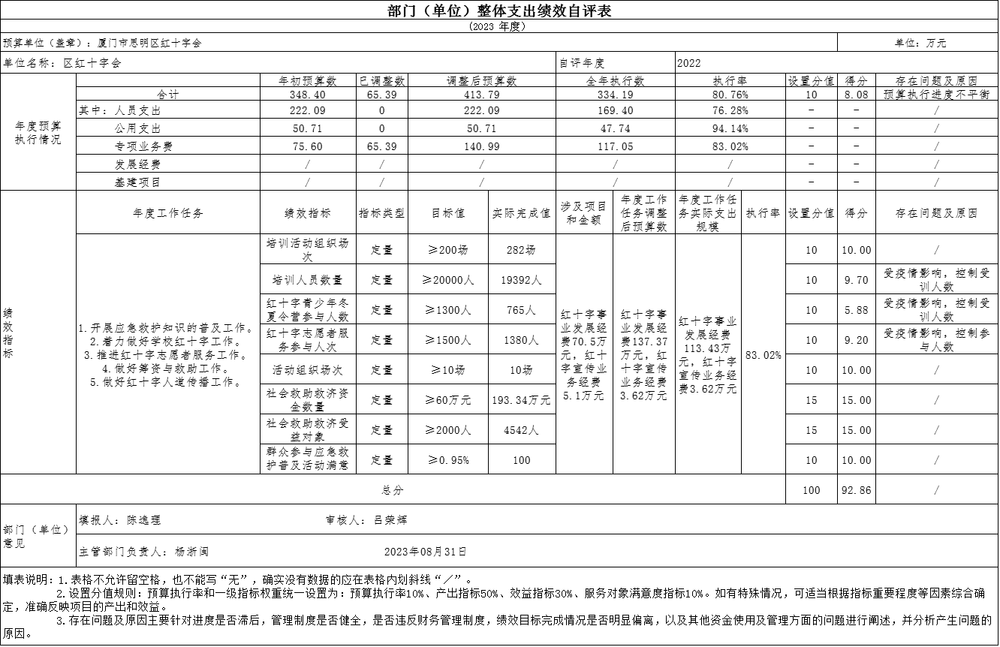 部门（单位）整体支出绩效自评表
(2023 年度)
预算单位（盖章）：厦门市思明区红十字会 单位：万元
单位名称：区红十字会 自评年度 2022
年度预算执行情况
年初预算数 已调整数 调整后预算数 全年执行数 执行率 设置分值 得分 存在问题及原因
合计 348.40 65.39 413.79 334.19 80.76% 10 8.08 预算执行进度不平衡
其中：人员支出 222.09 0 222.09 169.40 76.28% - - /
公用支出 50.71 0 50.71 47.74 94.14% - - /
专项业务费 75.60 65.39 140.99 117.05 83.02% - - /
发展经费 / / / / / - - /
基建项目 / / / / / - - /
绩效指标
年度工作任务 绩效指标 指标类型 目标值 实际完成值 涉及项目和金额 年度工作任务调整后预算数 年度工作任务实际支出规模 执行率 设置分值 得分 存在问题及原因
1.开展应急救护知识的普及工作。
2.着力做好学校红十字工作。
3.推进红十字志愿者服务工作。
4.做好筹资与救助工作。
5.做好红十字人道传播工作。
培训活动组织场次 定量 ≥200场 282场 10 10.00 /
培训人员数量 定量 ≥20000人 19392人 10 9.70 受疫情影响，控制受训人数
红十字青少年冬夏令营参与人数 定量 ≥1300人 765人 10 5.88 受疫情影响，控制受训人数
红十字志愿者服务参与人次 定量 ≥1500人 1380人 10 9.20 受疫情影响，控制参与人数
活动组织场次 定量 ≥10场 10场 10 10.00 /
社会救助救济资金数量 定量 ≥60万元 193.34万元 15 15.00 /
社会救助救济受益对象 定量 ≥2000人 4542人 15 15.00 /
群众参与应急救护普及活动满意 定量 ≥0.95% 100 10 10.00 /
红十字事业发展经费70.5万元，红十字宣传业务经费5.1万元
红十字事业发展经费137.37万元，红十字宣传业务经费3.62万元
红十字事业发展经费113.43万元，红十字宣传业务经费3.62万元
83.02%
总分 100 92.86 /
部门（单位）意见
填报人：陈逸理 审核人：吕荣辉
主管部门负责人：杨浙闽 2023年08月31日
填表说明：1.表格不允许留空格，也不能写“无”，确实没有数据的应在表格内划斜线“／”。
2.设置分值规则：预算执行率和一级指标权重统一设置为：预算执行率10%、产出指标50%、效益指标30%、服务对象满意度指标10%。如有特殊情况，可适当根据指标重要程度等因素综合确
定，准确反映项目的产出和效益。
3.存在问题及原因主要针对进度是否滞后，管理制度是否健全，是否违反财务管理制度，绩效目标完成情况是否明显偏离，以及其他资金使用及管理方面的问题进行阐述，并分析产生问题的
原因。